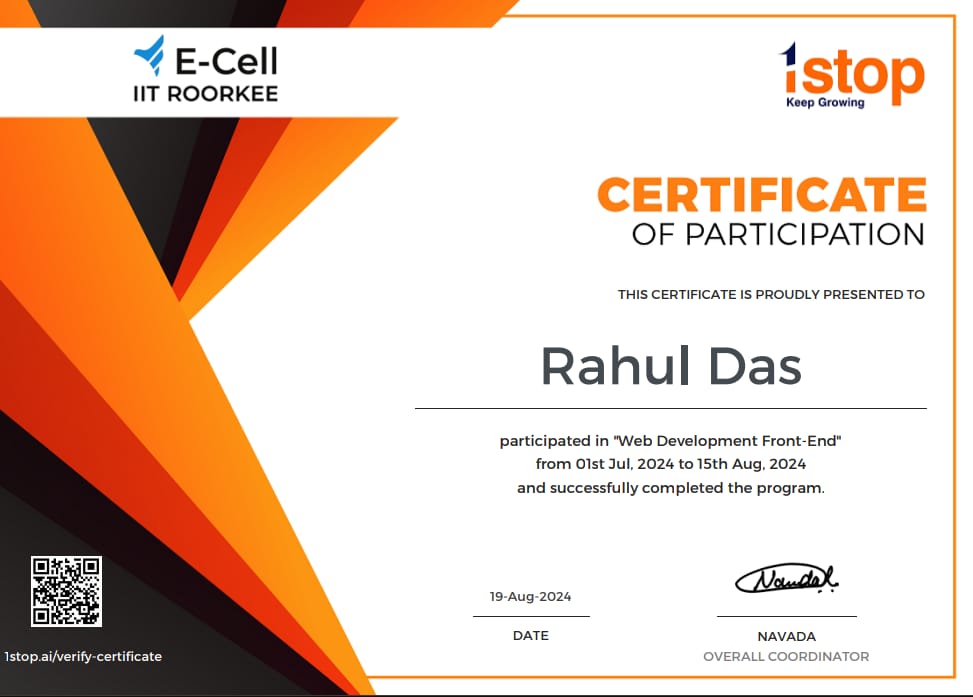 E-Cell
IIT ROORKEE
1stop
Keep Growing
CERTIFICATE
OF PARTICIPATION
THIS CERTIFICATE IS PROUDLY PRESENTED TO
Rahul Das
participated in "Web Development Front-End"
from 01st Jul, 2024 to 15th Aug, 2024
and successfully completed the program.
19-Aug-2024
DATE
NAVADA
OVERALL COORDINATOR
1stop.ai/verify-certificate